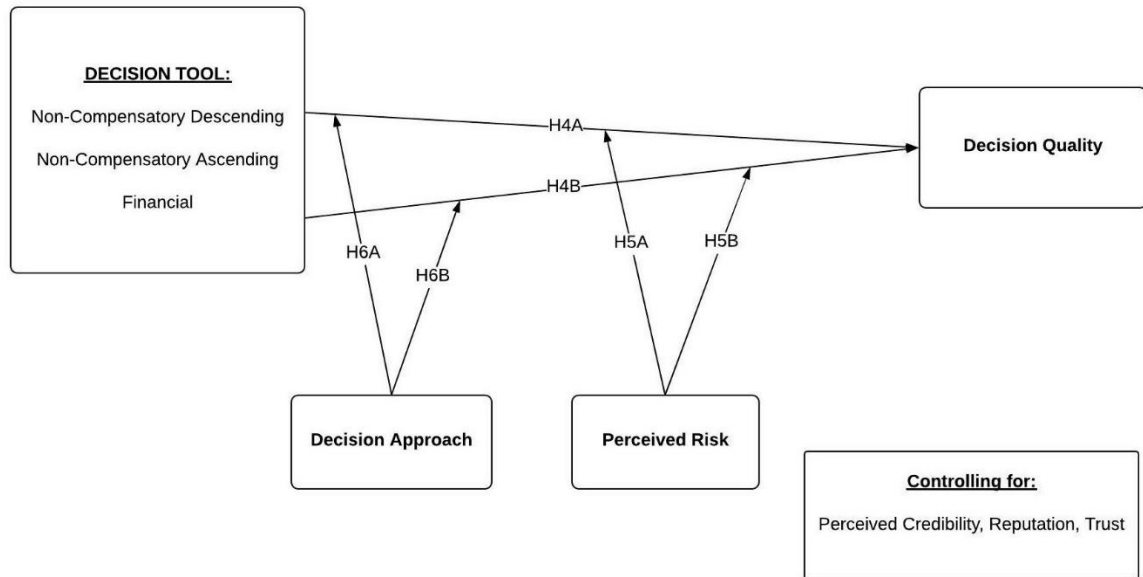 DECISION TOOL:
Non-Compensatory Descending
Non-Compensatory Ascending
Financial
H4A
H4B
Decision Quality
H6A
H6B
H5A
H5B
Decision Approach
Perceived Risk
Controlling for:
Perceived Credibility, Reputation, Trust